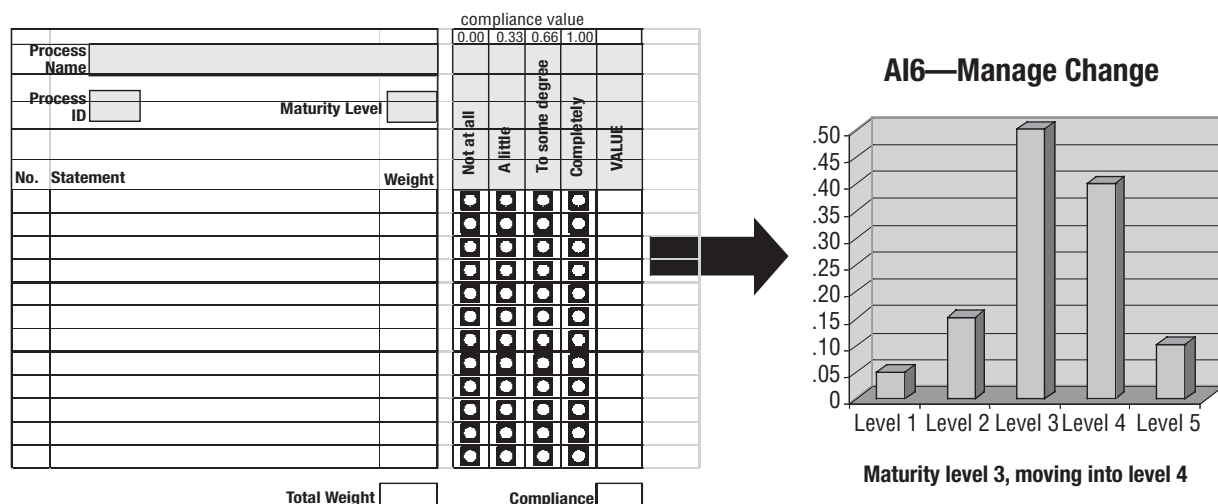 compliance value
0.00 0.33 0.66 1.00
Process
Name
Process
ID
Maturity Level
Not at all
A little
To some degree
Completely
VALUE
No. Statement Weight
Total Weight
Compliance
AI6—Manage Change
.50
.45
.40
.35
.30
.25
.20
.15
.10
.05
0
Level 1 Level 2 Level 3 Level 4 Level 5
Maturity level 3, moving into level 4